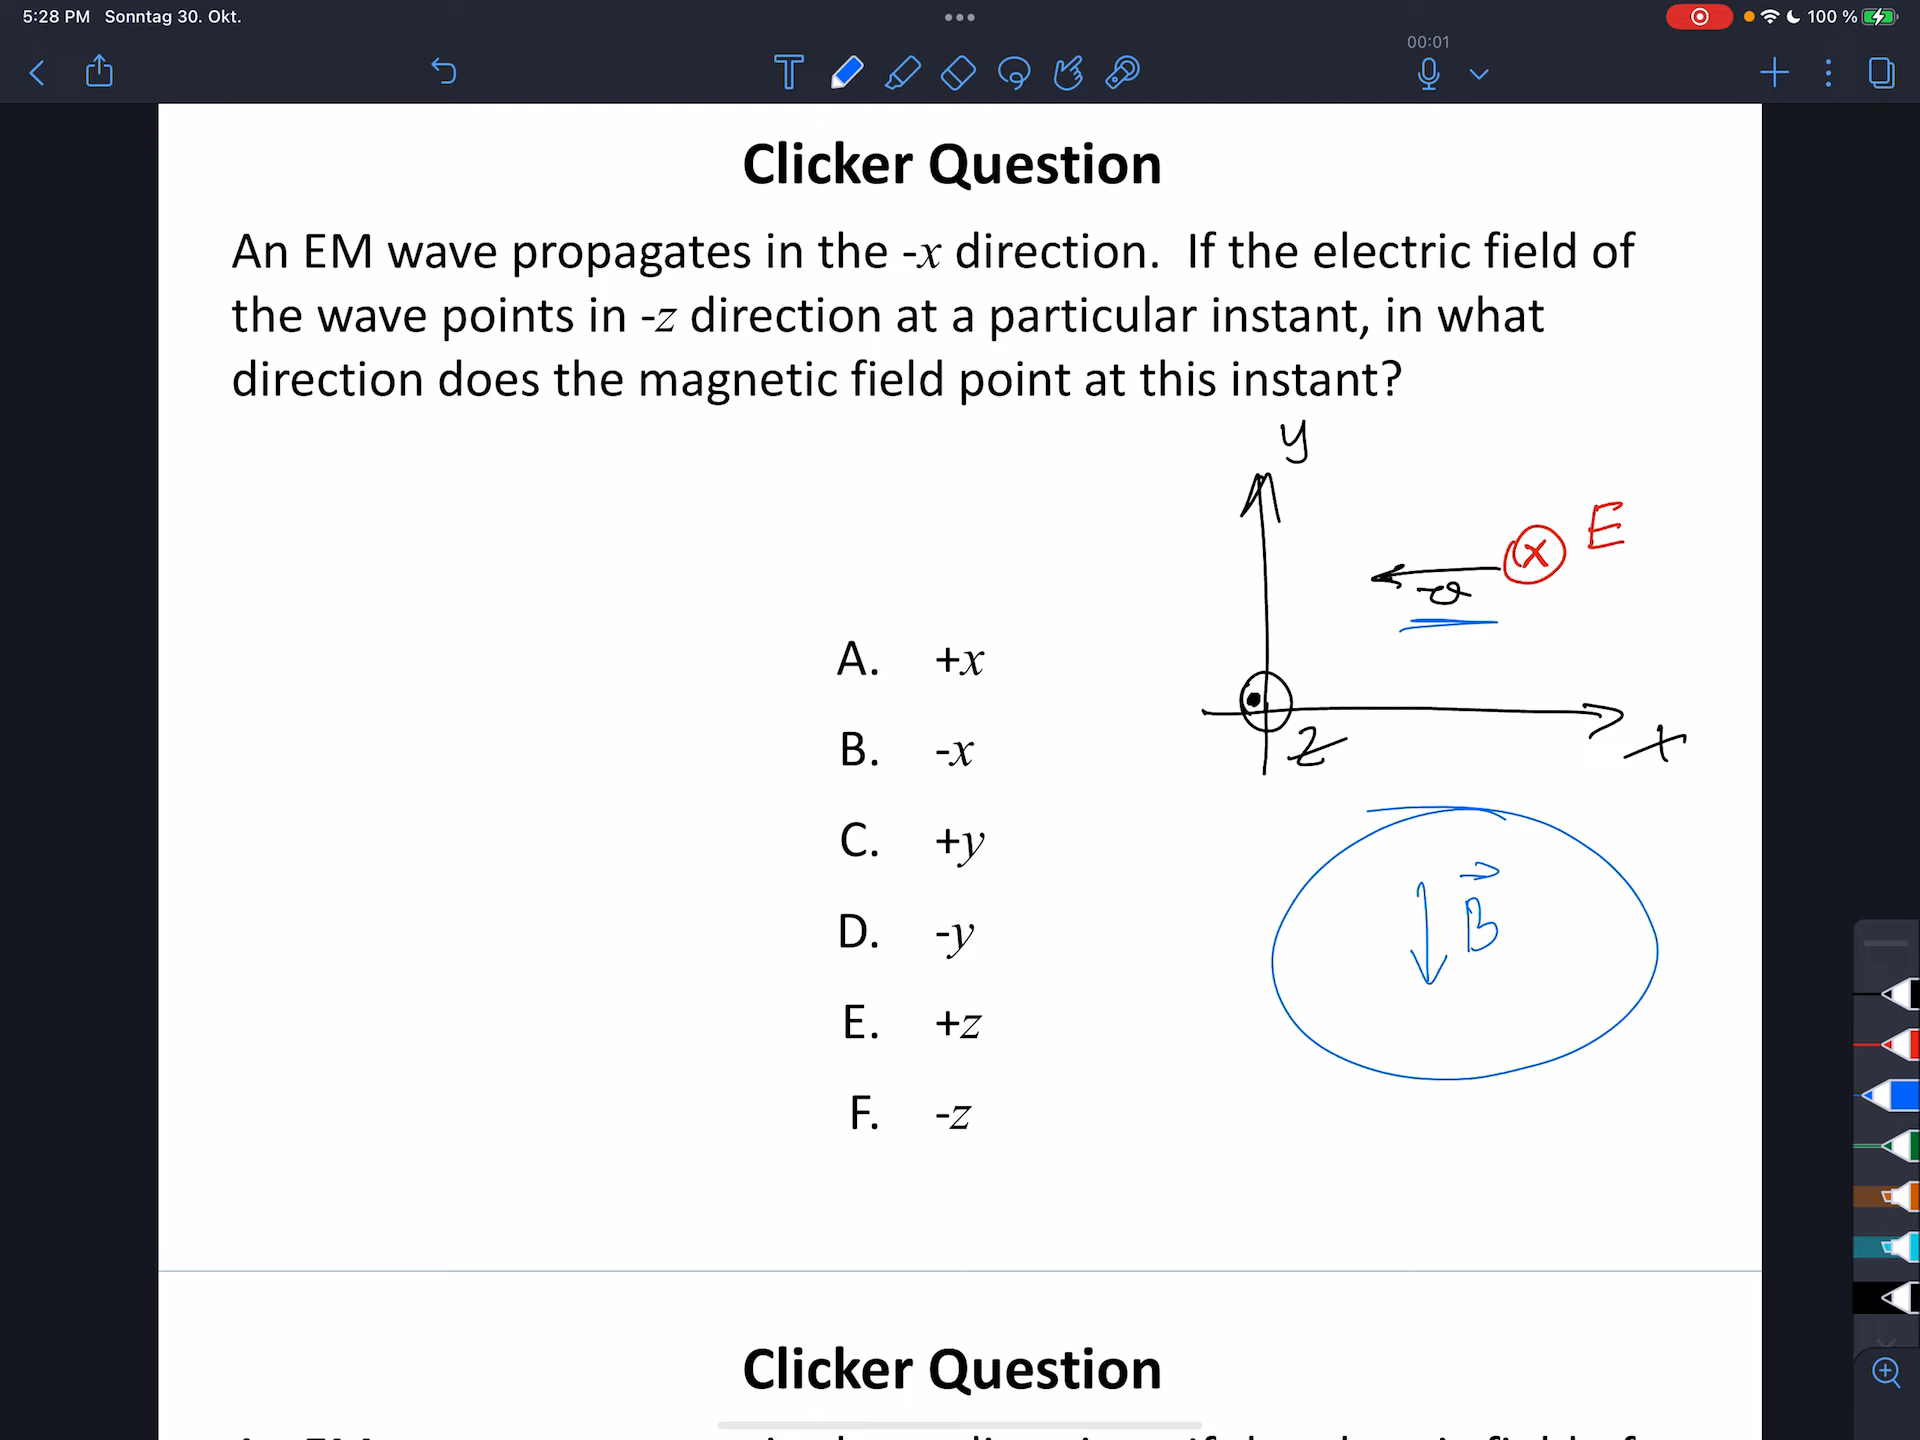 5:28 PM Sonntag 30. Okt.
100 %
00:01
Clicker Question
An EM wave propagates in the -x direction. If the electric field of
the wave points in -z direction at a particular instant, in what
direction does the magnetic field point at this instant?
y
E
x
v
A. +x
B. -x
z
x
C. +y
B
D. -y
E. +z
F. -z
Clicker Question